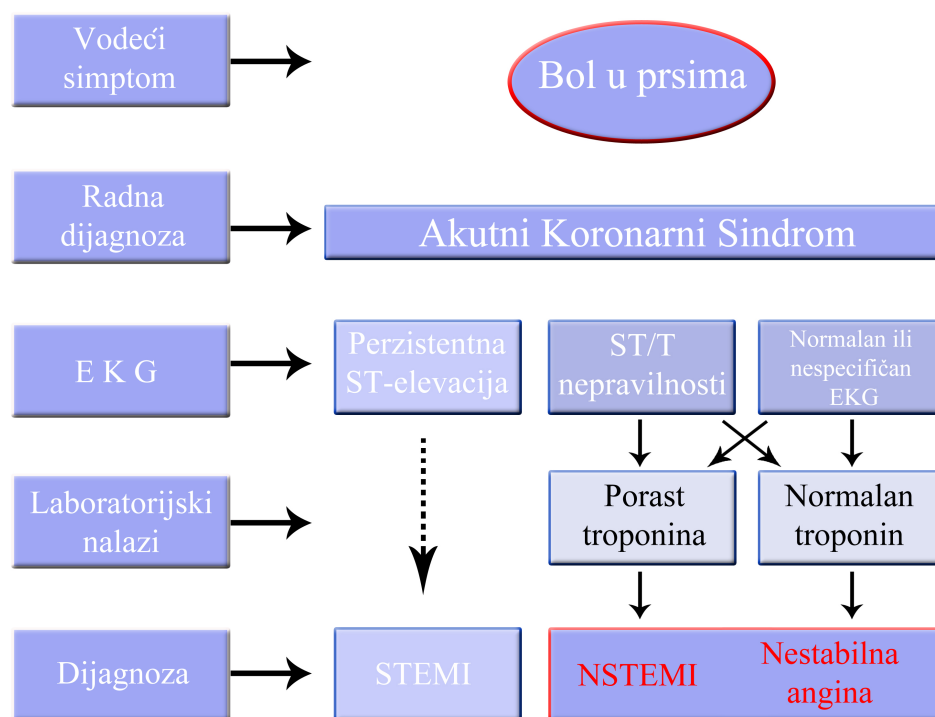 Vodeći
simptom
Bol u prsima
Radna
dijagnoza
Akutni Koronarni Sindrom
E K G
Perzistentna
ST-elevacija
ST/T
nepravilnosti
Normalan ili
nespecifičan
EKG
Laboratorijski
nalazi
Porast
troponina
Normalan
troponin
Dijagnoza
STEMI
NSTEMI
Nestabilna
angina